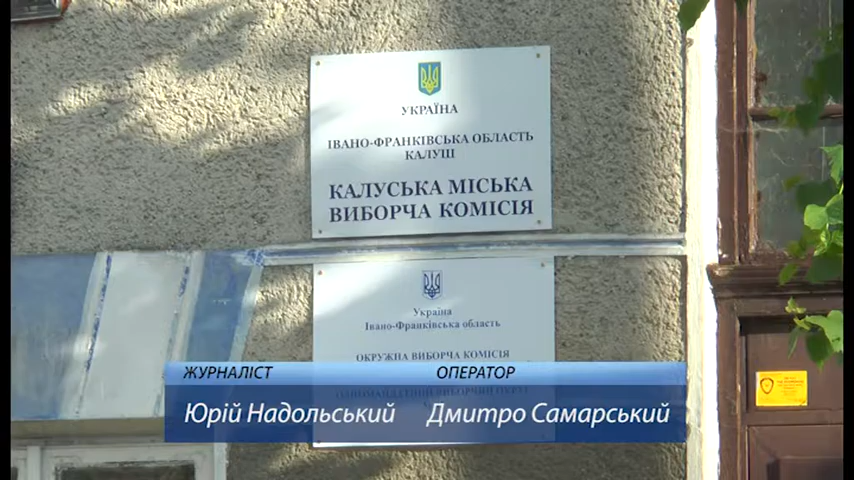 УКРАЇНА
ІВАНО-ФРАНКІВСЬКА ОБЛАСТЬ
КАЛУШ
КАЛУСЬКА МІСЬКА
ВИБОРЧА КОМІСІЯ
Україна
Івано-Франківська область
ОКРУЖНА ВИБОРЧА КОМІСІЯ
ЖУРНАЛІСТ ОПЕРАТОР
Юрій Надольський Дмитро Самарський